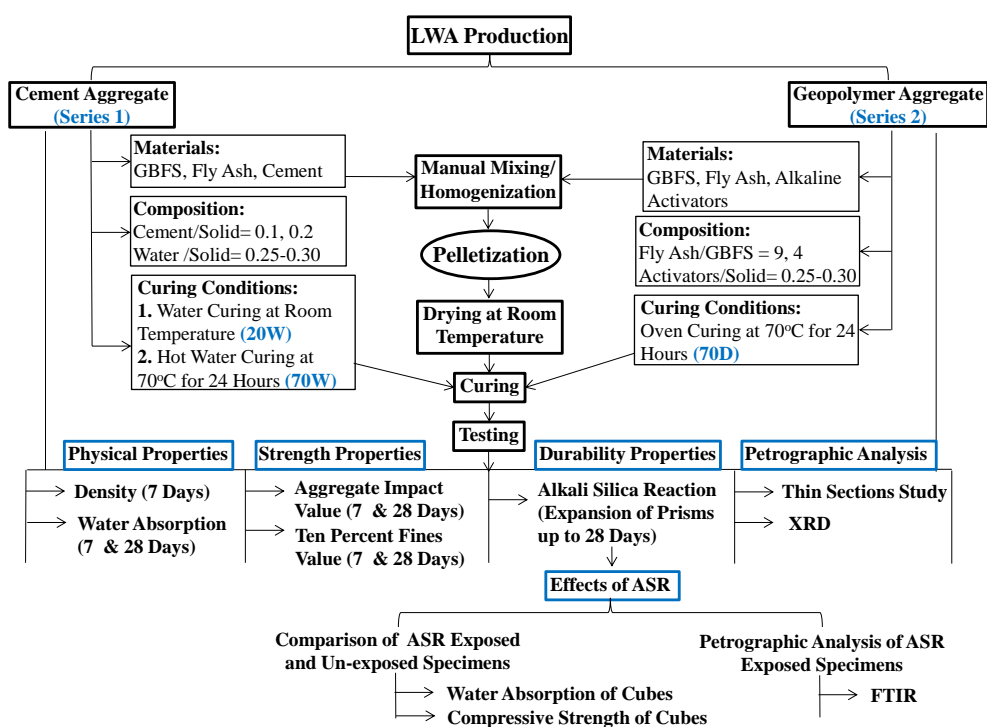 LWA Production
Cement Aggregate
(Series 1)
Geopolymer Aggregate
(Series 2)
Materials:
GBFS, Fly Ash, Cement
Manual Mixing/
Homogenization
Materials:
GBFS, Fly Ash, Alkaline
Activators
Composition:
Cement/Solid= 0.1, 0.2
Water /Solid= 0.25-0.30
Pelletization
Composition:
Fly Ash/GBFS = 9, 4
Activators/Solid= 0.25-0.30
Curing Conditions:
1. Water Curing at Room
Temperature (20W)
2. Hot Water Curing at
70°C for 24 Hours (70W)
Drying at Room
Temperature
Curing Conditions:
Oven Curing at 70°C for 24
Hours (70D)
Curing
Testing
Physical Properties
Density (7 Days)
Water Absorption
(7 & 28 Days)
Strength Properties
Aggregate Impact
Value (7 & 28 Days)
Ten Percent Fines
Value (7 & 28 Days)
Durability Properties
Alkali Silica Reaction
(Expansion of Prisms
up to 28 Days)
Petrographic Analysis
Thin Sections Study
XRD
Effects of ASR
Comparison of ASR Exposed
and Un-exposed Specimens
Water Absorption of Cubes
Compressive Strength of Cubes
Petrographic Analysis of ASR
Exposed Specimens
FTIR